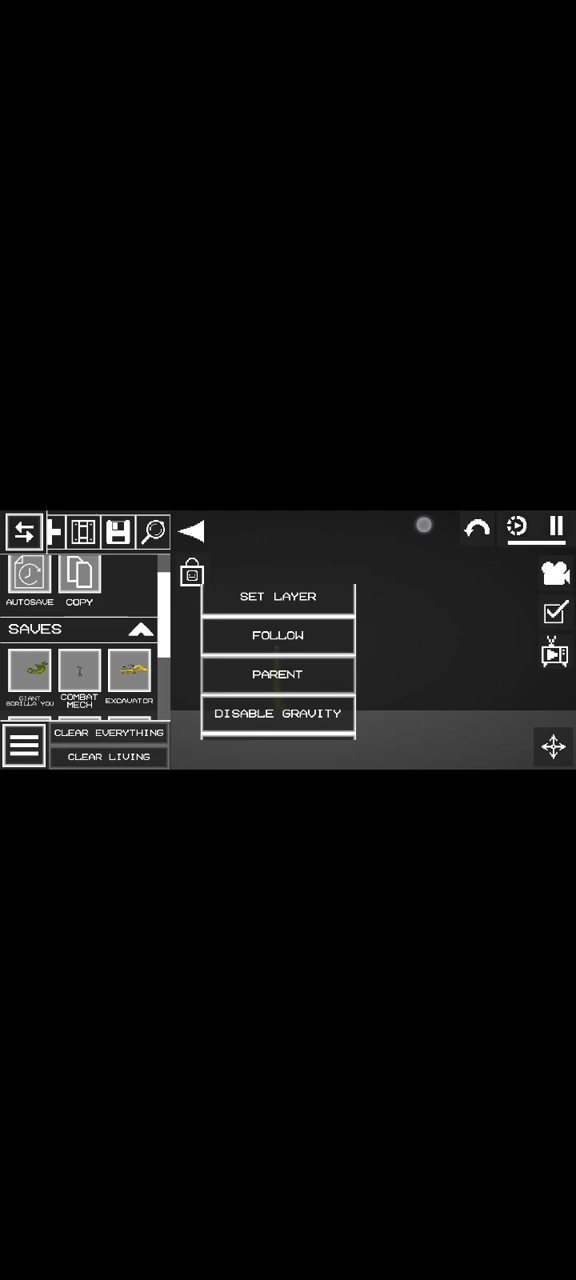 AUTOSAVE
COPY
SAVES
GIANT
GORILLA YOU
COMBAT
MECH
EXCAVATOR
CLEAR EVERYTHING
CLEAR LIVING
SET LAYER
FOLLOW
PARENT
DISABLE GRAVITY